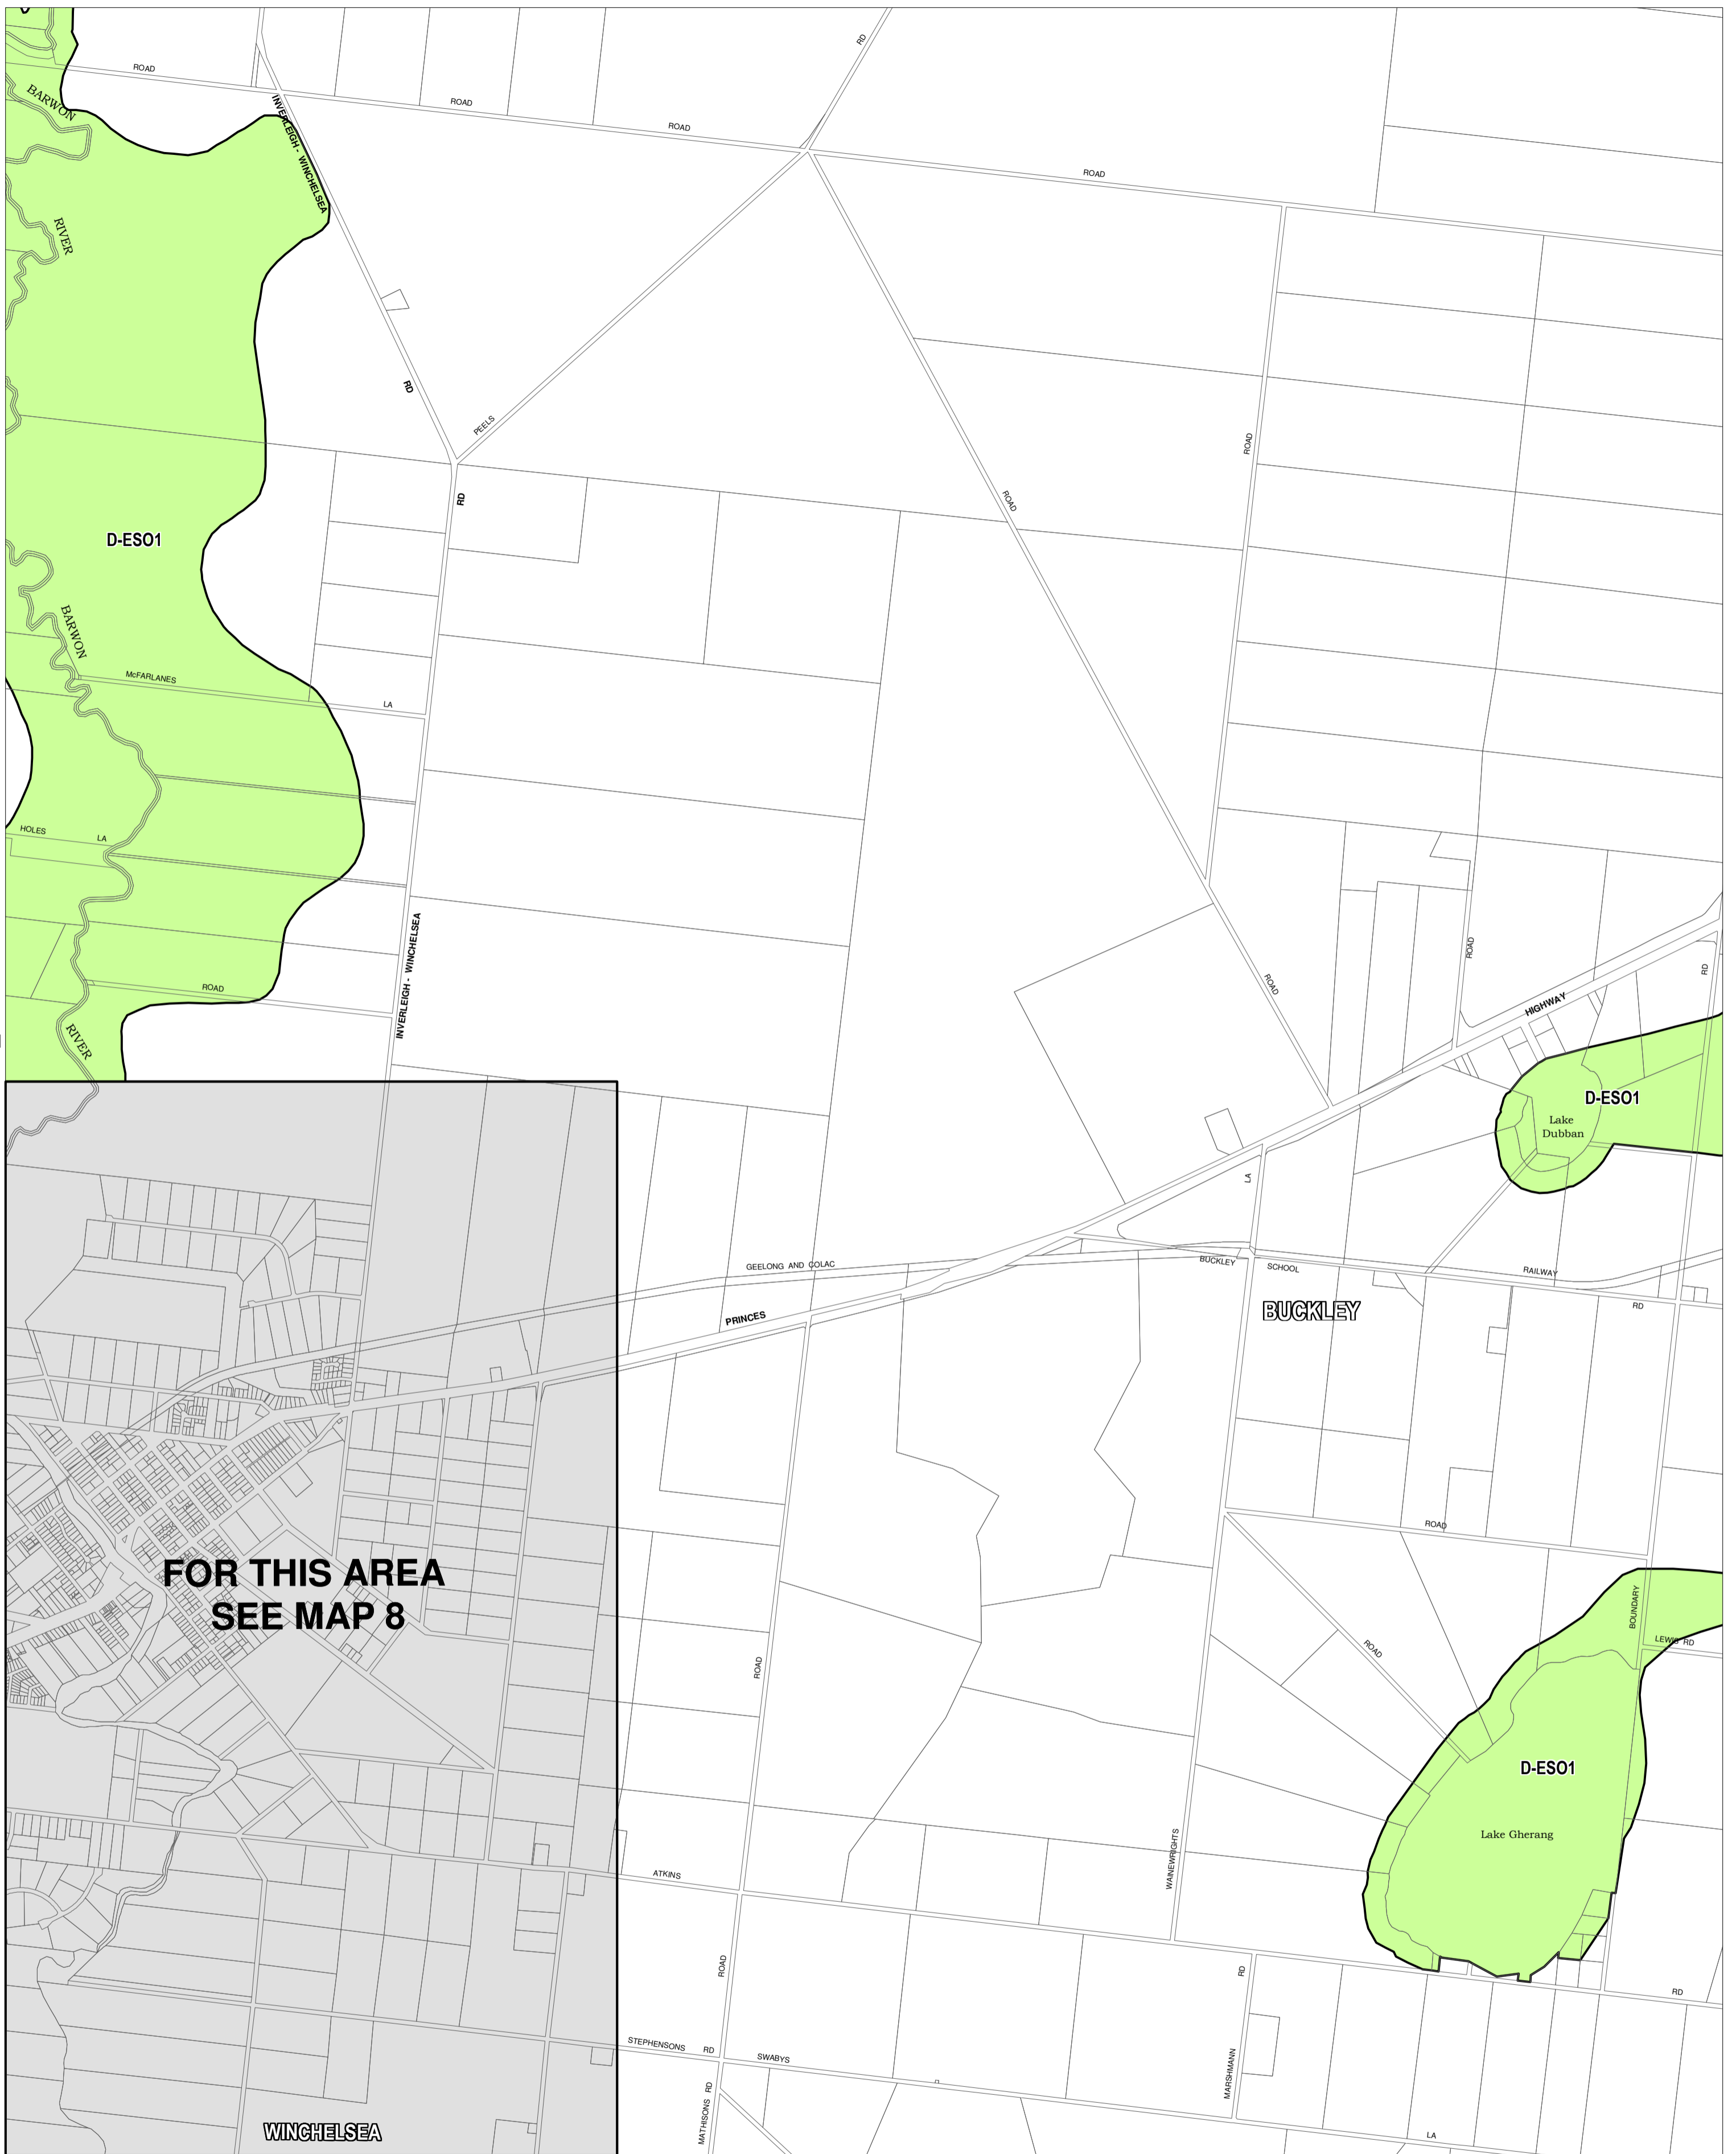 RD
ROAD
BARWON
INVERLEIGH - WINCHELSEA
ROAD
ROAD
ROAD
RIVER
RD
PEELS
ROAD
RD
ROAD
D-ESO1
BARWON
McFARLANES
LA
HOLES
LA
INVERLEIGH - WINCHELSEA
ROAD
ROAD
ROAD
RD
RIVER
HIGHWAY
D-ESO1
Lake
Dubban
LA
GEELONG AND COLAC
BUCKLEY
SCHOOL
RAILWAY
RD
PRINCES
BUCKLEY
ROAD
FOR THIS AREA
SEE MAP 8
BOUNDARY
LEWIS RD
ROAD
ROAD
D-ESO1
Lake Gherang
WAINEWRIGHTS
ATKINS
ROAD
RD
RD
STEPHENSONS
RD
SWABYS
MARSHMANN
MATHISONS RD
WINCHELSEA
LA